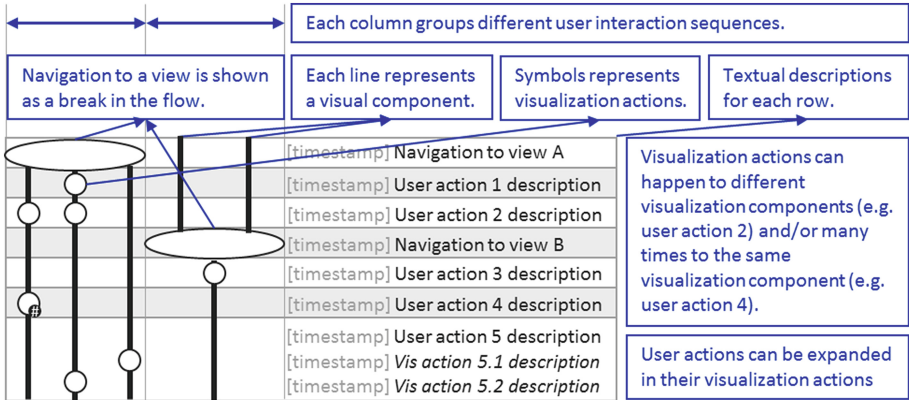 Each column groups different user interaction sequences.
Navigation to a view is shown
as a break in the flow.
Each line represents
a visual component.
Symbols represents
visualization actions.
Textual descriptions
for each row.
[timestamp] Navigation to view A
[timestamp] User action 1 description
[timestamp] User action 2 description
[timestamp] Navigation to view B
[timestamp] User action 3 description
#
[timestamp] User action 4 description
[timestamp] User action 5 description
[timestamp] Vis action 5.1 description
[timestamp] Vis action 5.2 description
Visualization actions can
happen to different
visualization components (e.g.
user action 2) and/or many
times to the same
visualization component (e.g.
user action 4).
User actions can be expanded
in their visualization actions